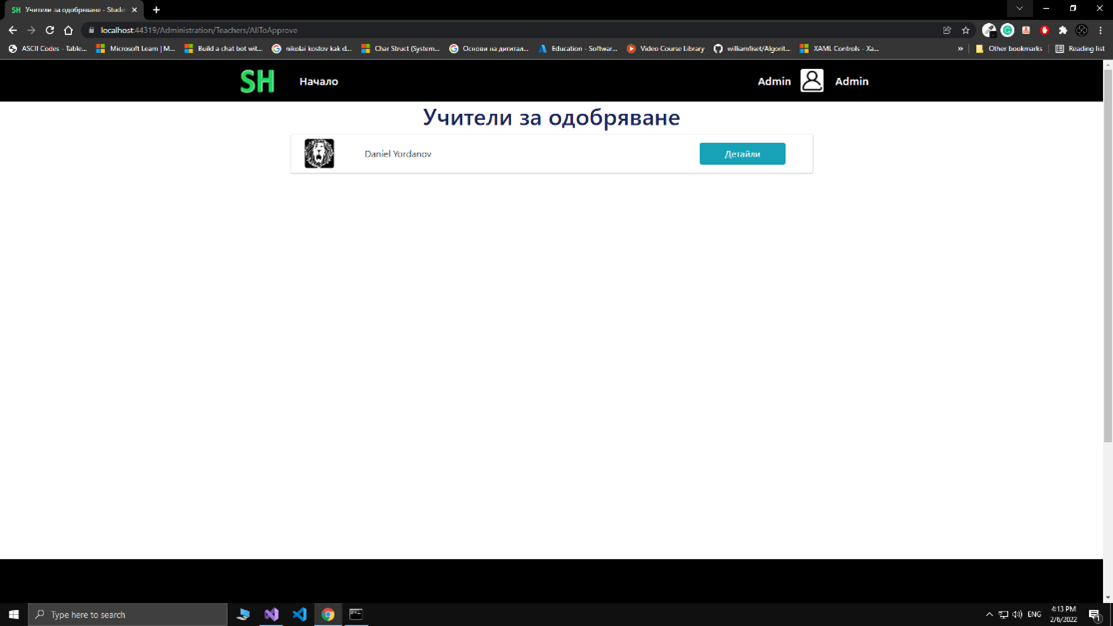 SH Учители за одобряване - Stude
localhost:44319/Administration/Teachers/AllToApprove
ASCII Codes - Table...
Microsoft Learn | M...
Build a chat bot wit...
nikolai kostov kak d...
Char Struct (System...
Основи на дигитал...
Education - Softwar...
Video Course Library
williamfiset/Algorit...
XAML Controls - Xa...
»
Other bookmarks
Reading list
SH
Начало
Admin
Admin
Учители за одобряване
Daniel Yordanov
Детайли
Type here to search
ENG
4:13 PM
2/6/2022
1